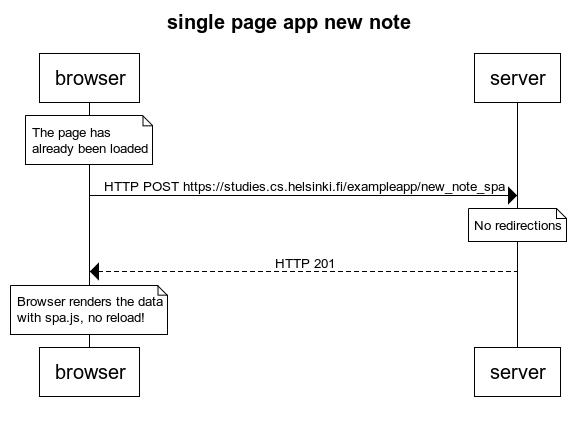 single page app new note
browser
server
The page has
already been loaded
HTTP POST https://studies.cs.helsinki.fi/exampleapp/new_note_spa
No redirections
HTTP 201
Browser renders the data
with spa.js, no reload!
browser
server